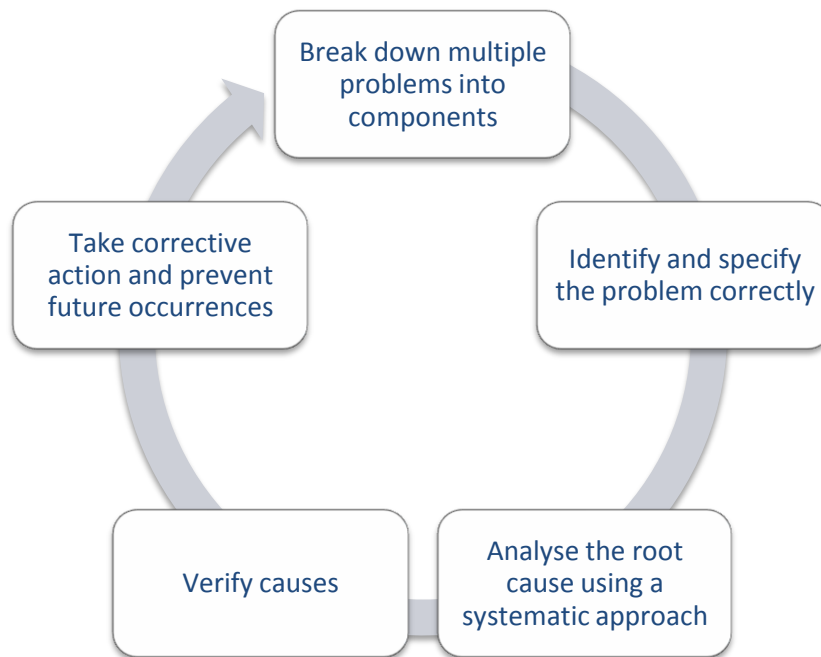 Break down multiple
problems into
components
Identify and specify
the problem correctly
Analyse the root
cause using a
systematic approach
Verify causes
Take corrective
action and prevent
future occurrences